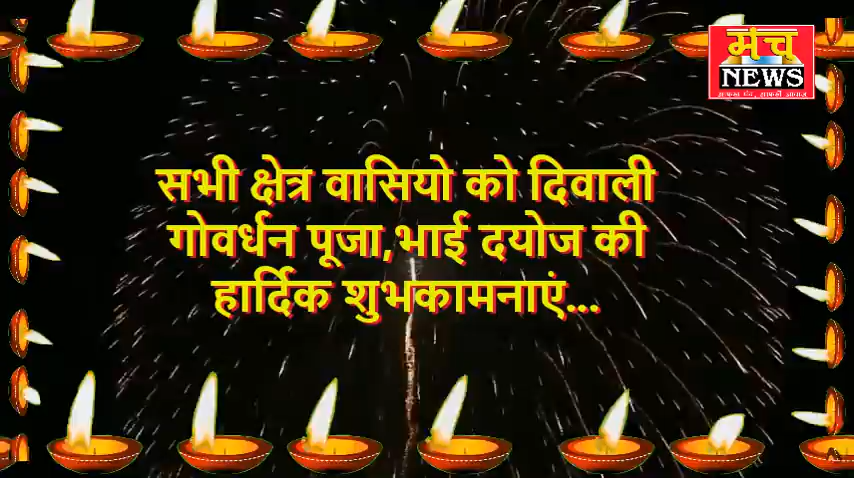 मंच
NEWS
सभी क्षेत्र वासियो को दिवाली
गोवर्धन पूजा,भाई दयोज की
हार्दिक शुभकामनाएं...